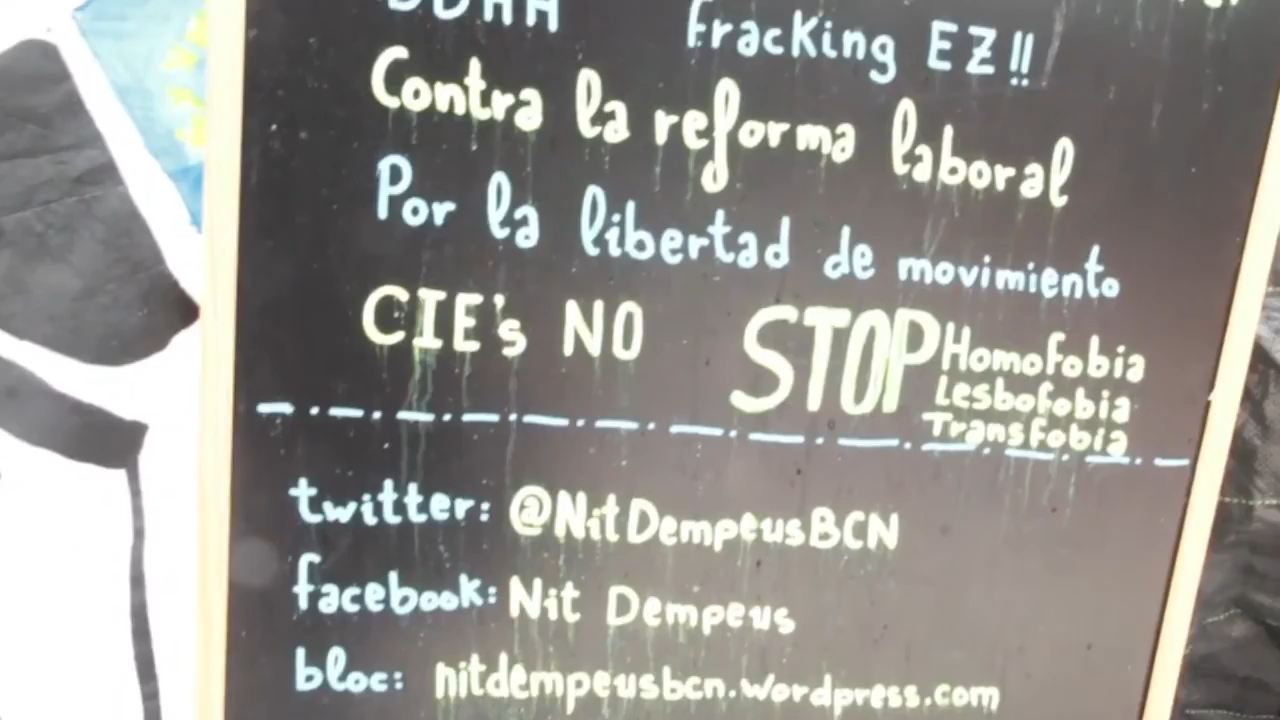 DDHH Fracking EZ!!
Contra la reforma laboral
Por la libertad de movimiento
CIE's NO STOP Homofobia
Lesbofobia
Transfobia
twitter: @NitDempeusBCN
facebook: Nit Dempeus
bloc: nitdempeusbcn.wordpress.com